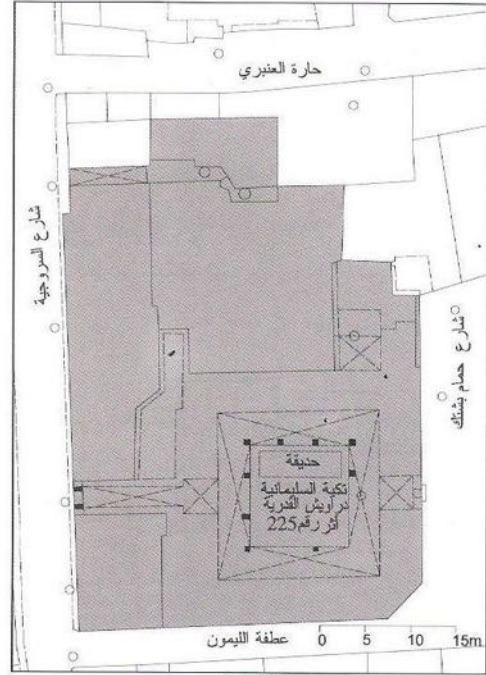 حارة العنبري
شارع السروجية
شارع حمام بشتك
حديقة
تكية السليمانية
دراويش القدرية
أثر رقم 225
عطفة الليمون
0 5 10 15m